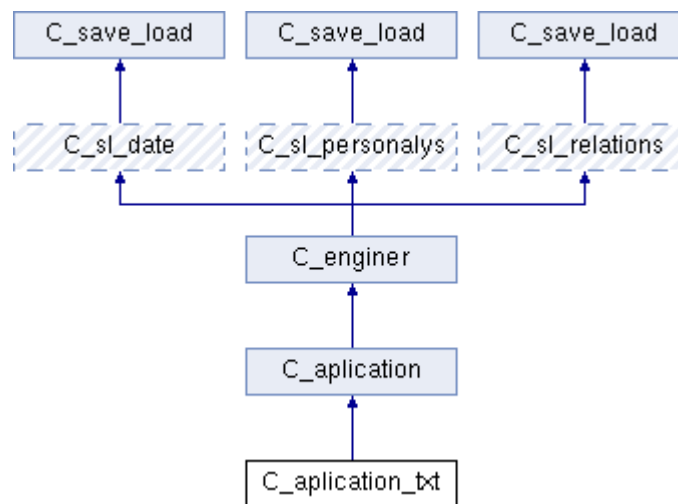 C_save_load C_save_load C_save_load
C_sl_date C_sl_personalys C_sl_relations
C_enginer
C_aplication
C_aplication_txt